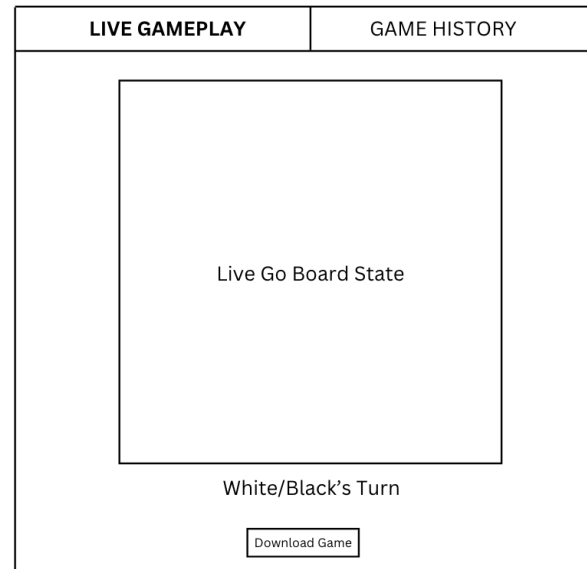 LIVE GAMEPLAY
GAME HISTORY
Live Go Board State
White/Black’s Turn
Download Game